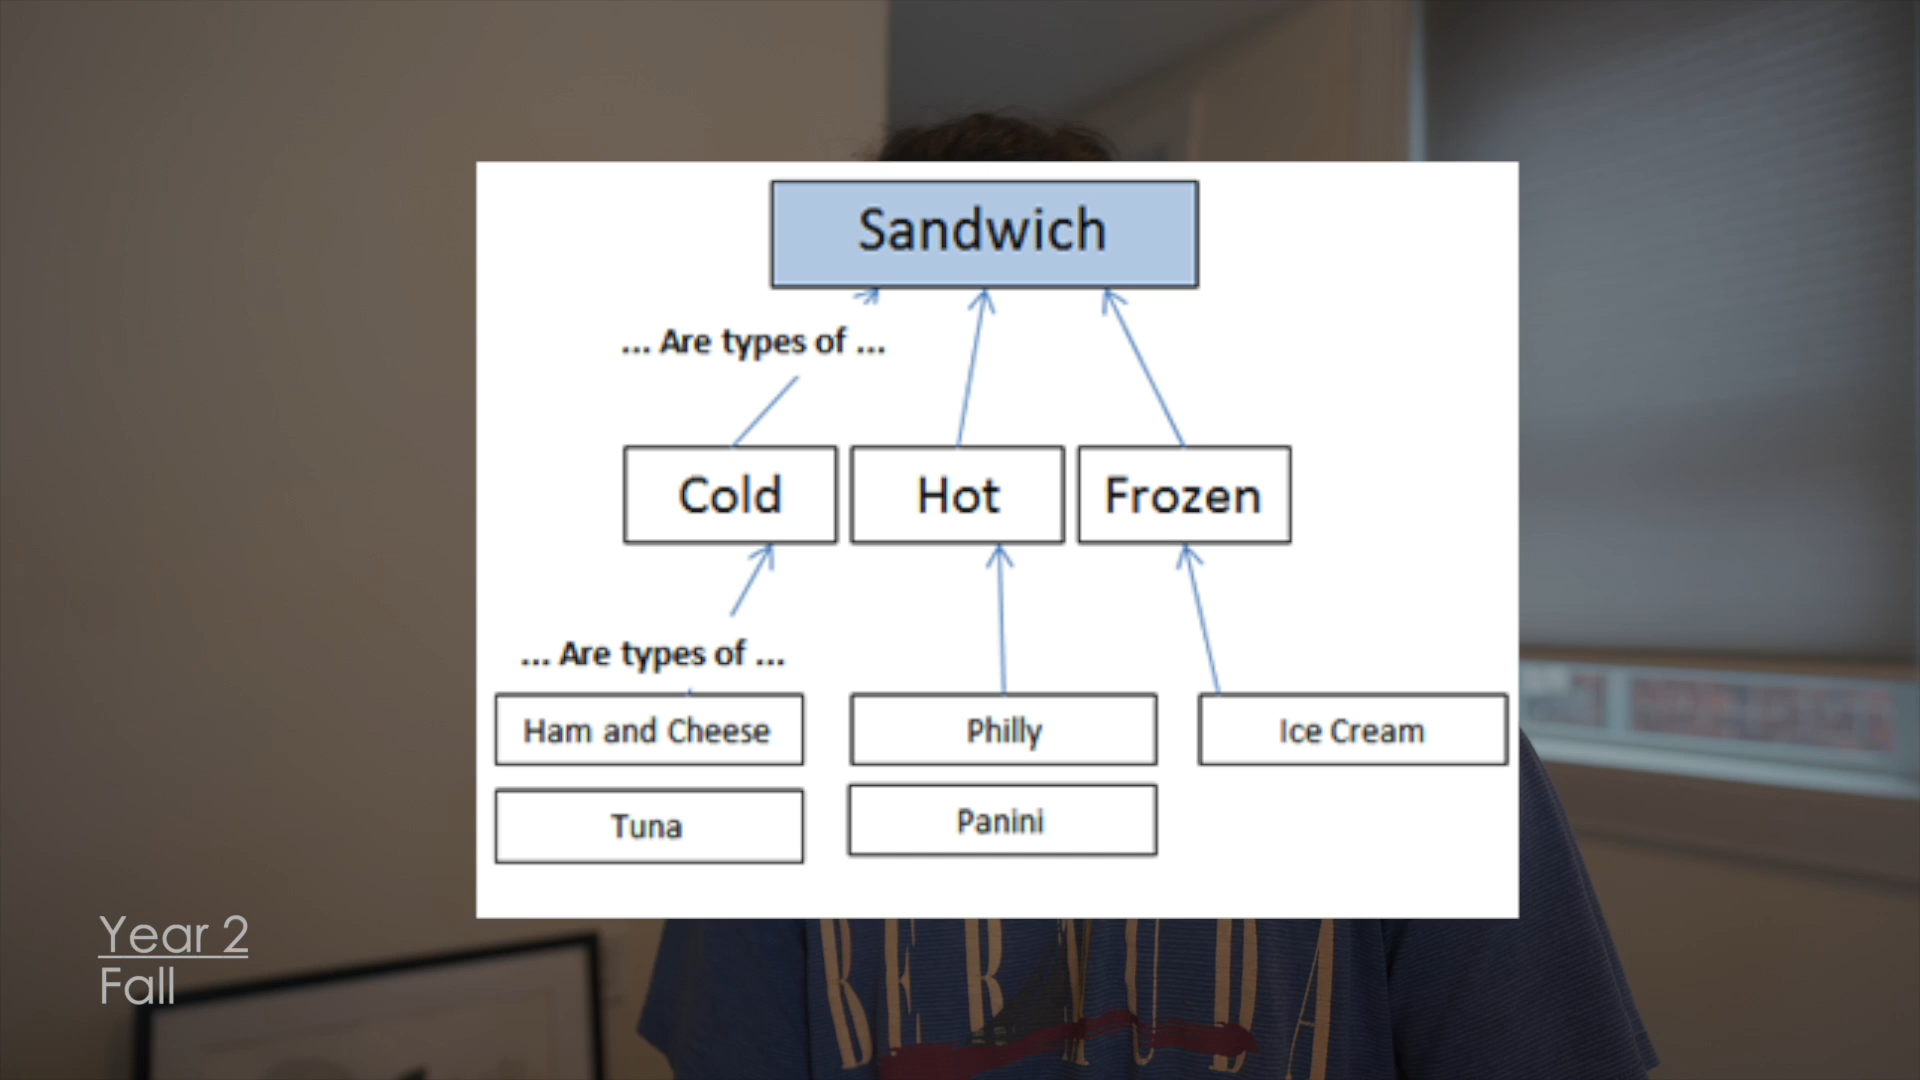 Sandwich
... Are types of ...
Cold
Hot
Frozen
... Are types of ...
Ham and Cheese
Philly
Ice Cream
Tuna
Panini
Year 2
Fall